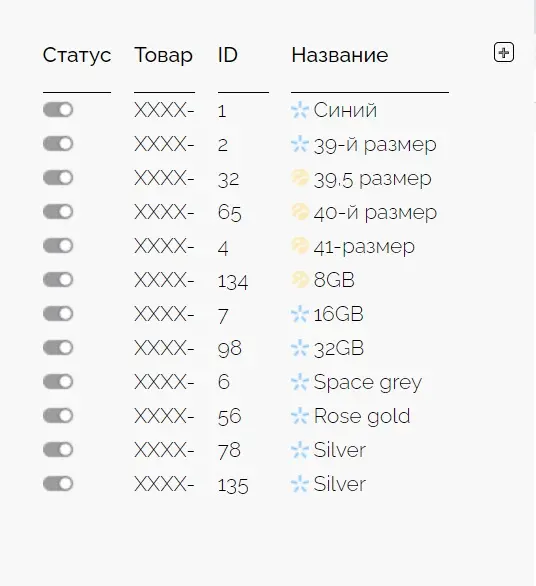 Статус Товар ID Название
XXXX- 1 Синий
XXXX- 2 39-й размер
XXXX- 32 39,5 размер
XXXX- 65 40-й размер
XXXX- 4 41-размер
XXXX- 134 8GB
XXXX- 7 16GB
XXXX- 98 32GB
XXXX- 6 Space grey
XXXX- 56 Rose gold
XXXX- 78 Silver
XXXX- 135 Silver